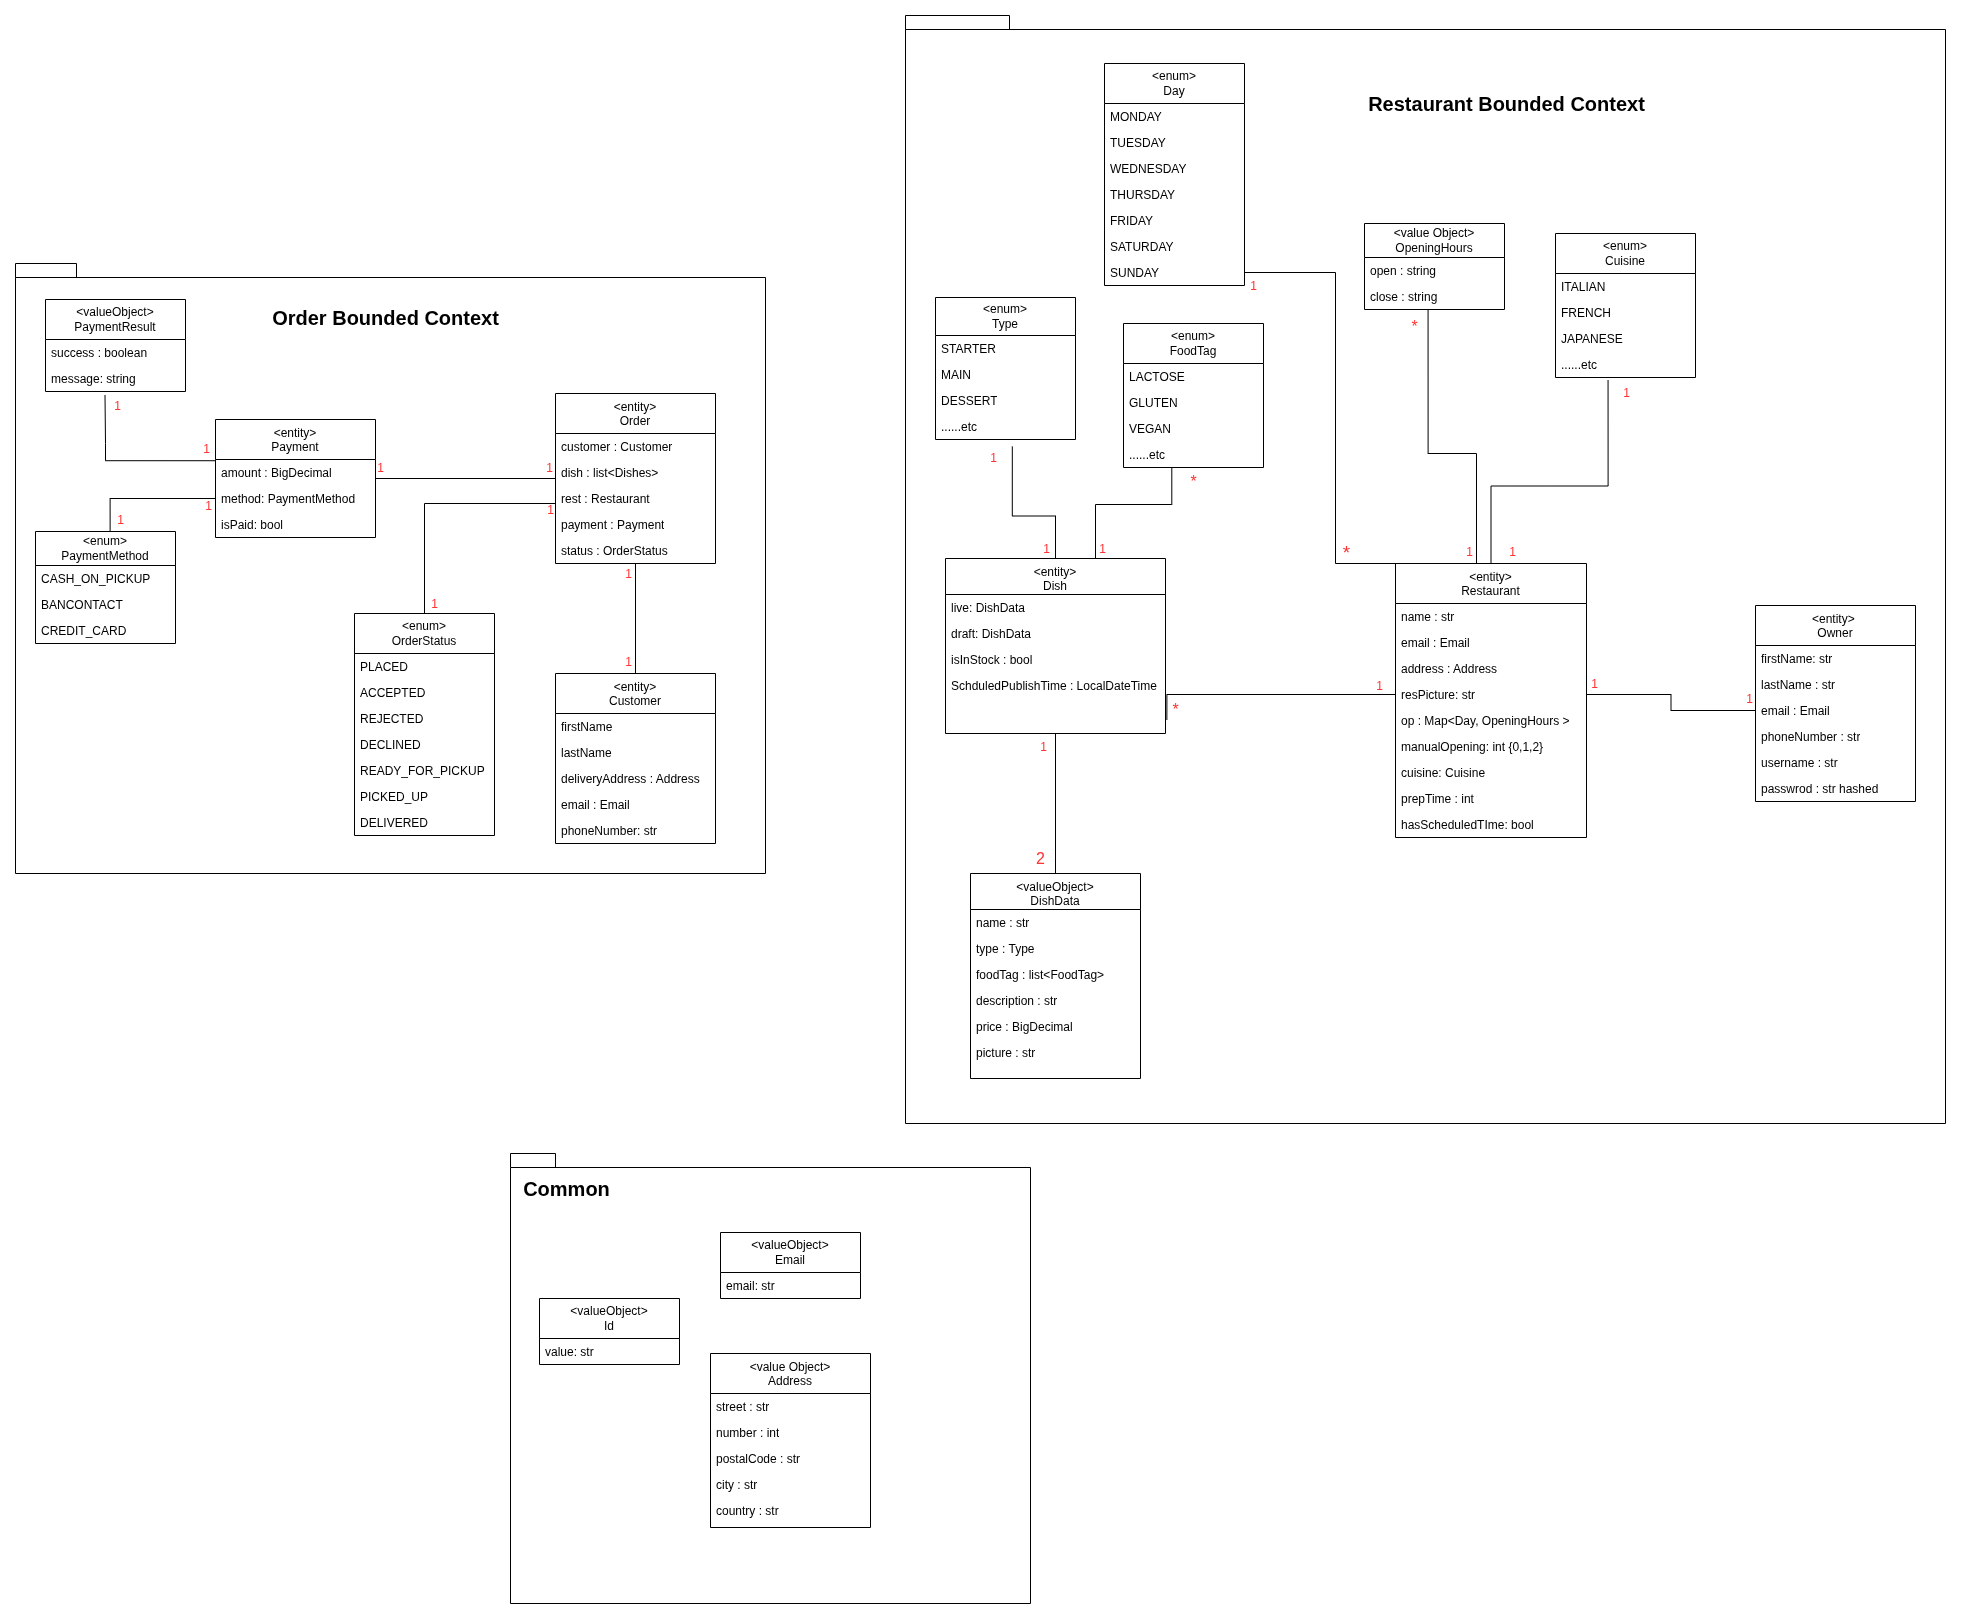 Order Bounded Context
<valueObject>
PaymentResult
success : boolean
message: string
1
1
<entity>
Payment
amount : BigDecimal
method: PaymentMethod
isPaid: bool
1
1
1
1
<enum>
PaymentMethod
CASH_ON_PICKUP
BANCONTACT
CREDIT_CARD
<entity>
Order
customer : Customer
dish : list<Dishes>
rest : Restaurant
payment : Payment
status : OrderStatus
1
1
<enum>
OrderStatus
PLACED
ACCEPTED
REJECTED
DECLINED
READY_FOR_PICKUP
PICKED_UP
DELIVERED
1
1
<entity>
Customer
firstName
lastName
deliveryAddress : Address
email : Email
phoneNumber: str
Restaurant Bounded Context
<enum>
Day
MONDAY
TUESDAY
WEDNESDAY
THURSDAY
FRIDAY
SATURDAY
SUNDAY
1
*
<value Object>
OpeningHours
open : string
close : string
*
1
<enum>
Cuisine
ITALIAN
FRENCH
JAPANESE
......etc
1
1
<enum>
Type
STARTER
MAIN
DESSERT
......etc
1
1
<enum>
FoodTag
LACTOSE
GLUTEN
VEGAN
......etc
*
1
<entity>
Dish
live: DishData
draft: DishData
isInStock : bool
SchduledPublishTime : LocalDateTime
*
1
1
2
<entity>
Restaurant
name : str
email : Email
address : Address
resPicture: str
op : Map<Day, OpeningHours >
manualOpening: int {0,1,2}
cuisine: Cuisine
prepTime : int
hasScheduledTIme: bool
1
1
<entity>
Owner
firstName: str
lastName : str
email : Email
phoneNumber : str
username : str
passwrod : str hashed
<valueObject>
DishData
name : str
type : Type
foodTag : list<FoodTag>
description : str
price : BigDecimal
picture : str
Common
<valueObject>
Email
email: str
<valueObject>
Id
value: str
<value Object>
Address
street : str
number : int
postalCode : str
city : str
country : str